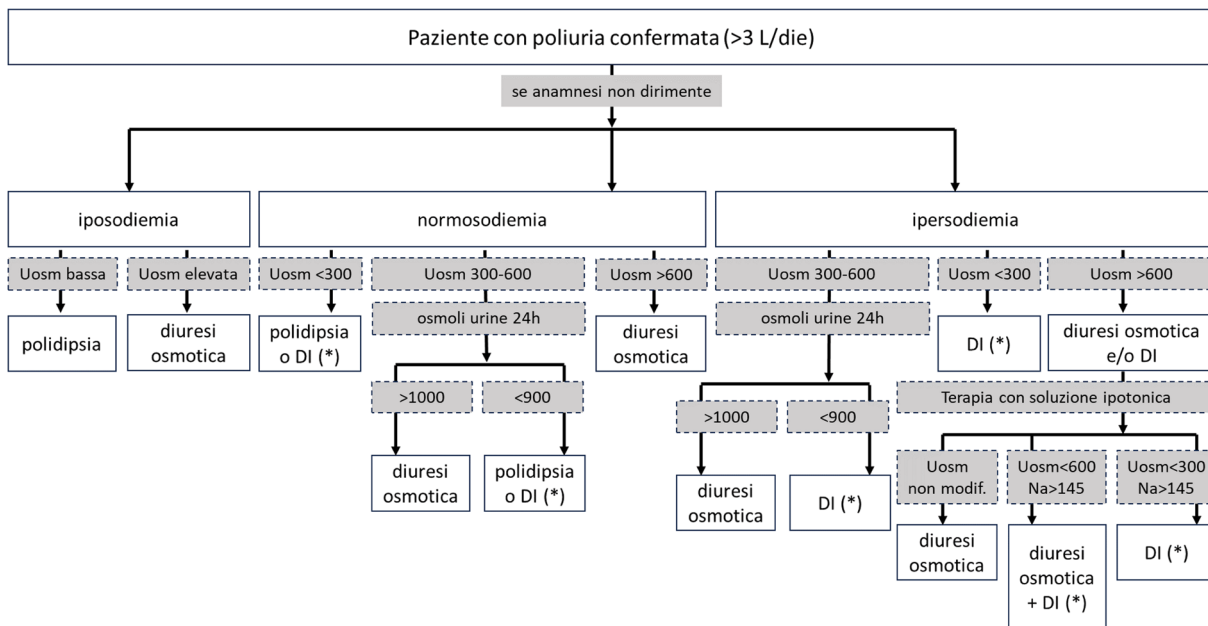 Paziente con poliuria confermata (>3 L/die)
se anamnesi non dirimente
iposodiemia
normosodiemia
ipersodiemia
Uosm bassa
Uosm elevata
Uosm <300
Uosm 300-600
Uosm >600
Uosm 300-600
Uosm <300
Uosm >600
osmoli urine 24h
osmoli urine 24h
polidipsia
diuresi
osmotica
polidipsia
o DI (*)
diuresi
osmotica
DI (*)
diuresi osmotica
e/o DI
>1000
<900
>1000
<900
Terapia con soluzione ipotonica
diuresi
osmotica
polidipsia
o DI (*)
diuresi
osmotica
DI (*)
Uosm
non modif.
Uosm<600
Na>145
Uosm<300
Na>145
diuresi
osmotica
diuresi
osmotica
+ DI (*)
DI (*)